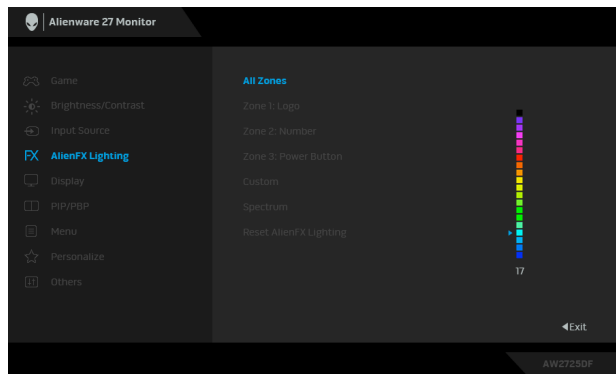 Alienware 27 Monitor
Game
Brightness/Contrast
Input Source
FX AlienFX Lighting
Display
PIP/PBP
Menu
Personalize
Others
All Zones
Zone 1: Logo
Zone 2: Number
Zone 3: Power Button
Custom
Spectrum
Reset AlienFX Lighting
17
Exit
AW2725DF